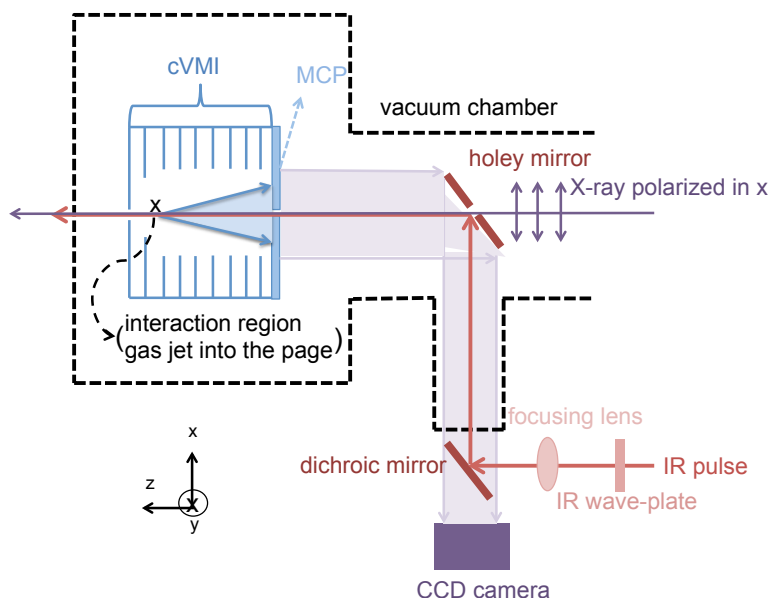 cVMI
MCP
vacuum chamber
holey mirror
X-ray polarized in x
x
(interaction region
gas jet into the page)
focusing lens
dichroic mirror
IR pulse
IR wave-plate
x
z
x
y
CCD camera